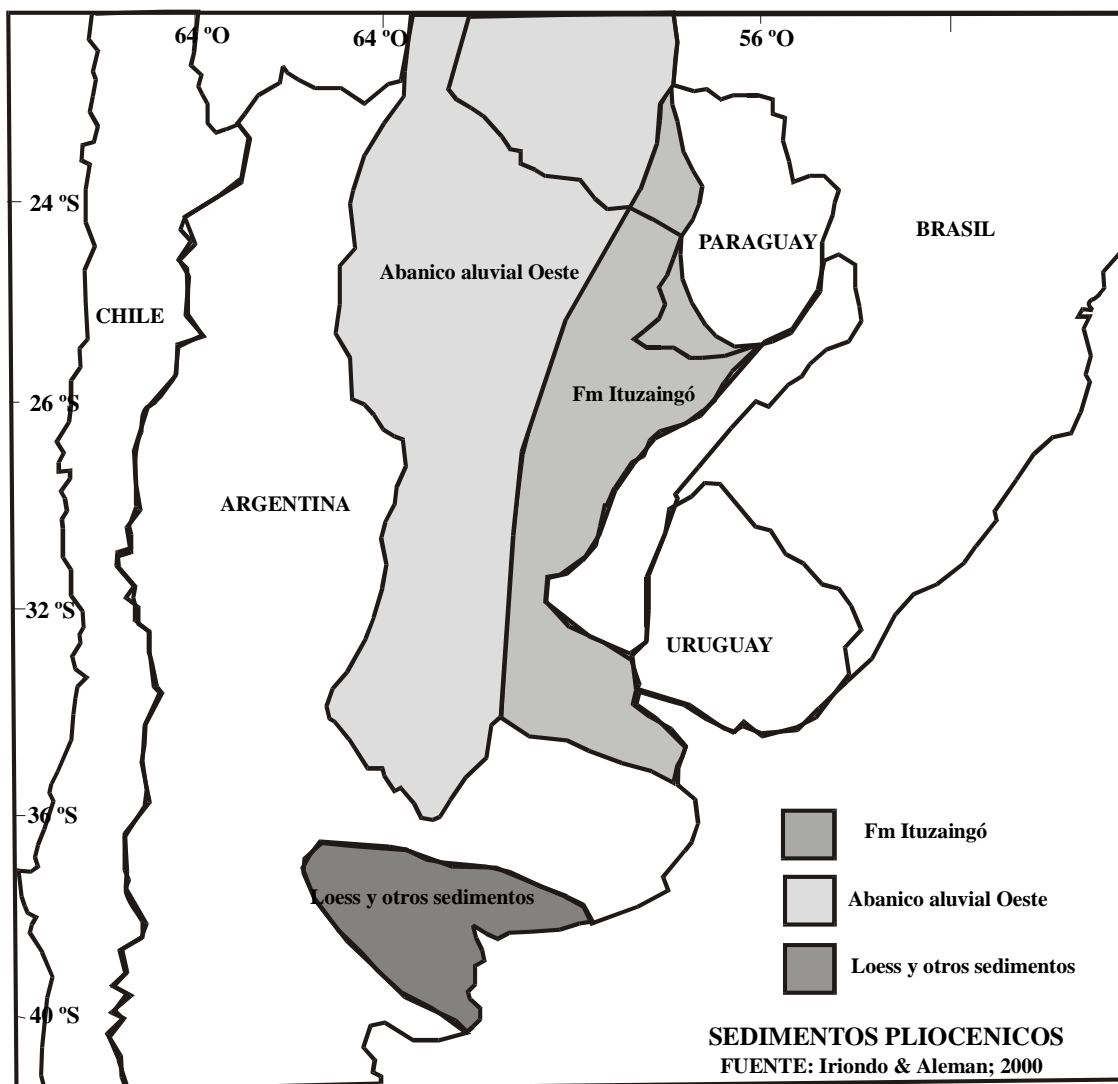 64 ºO
64 ºO
56 ºO
24 ºS
BRASIL
PARAGUAY
Abanico aluvial Oeste
CHILE
Fm Ituzaingó
26 ºS
ARGENTINA
32 ºS
URUGUAY
36 ºS
Fm Ituzaingó
Loess y otros sedimentos
Abanico aluvial Oeste
Loess y otros sedimentos
40 ºS
SEDIMENTOS PLIOCENICOS
FUENTE: Iriondo & Aleman; 2000